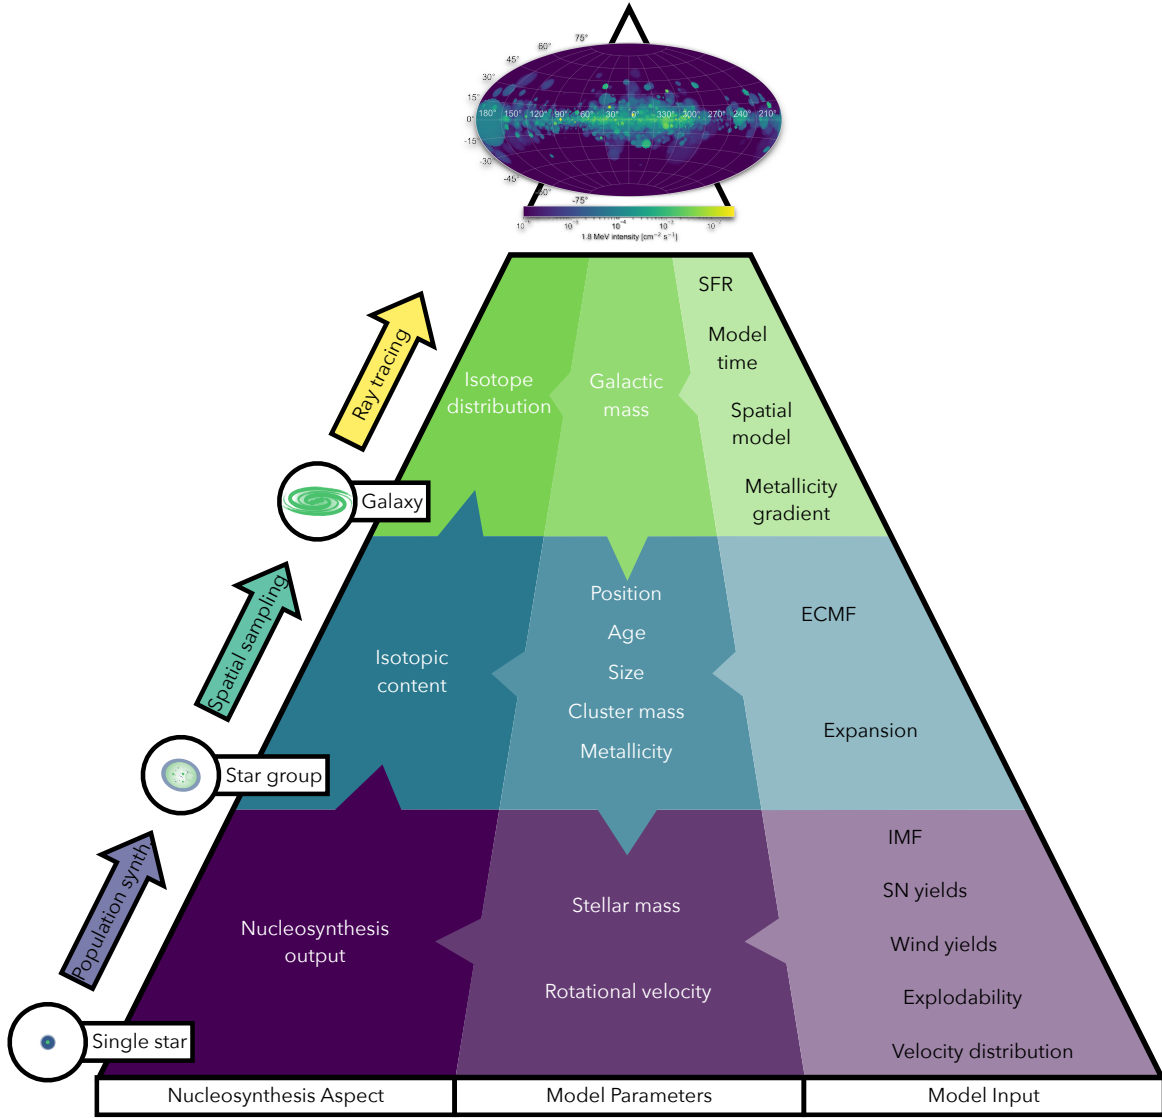 75°
60°
45°
30°
15°
0°
180° 150° 120° 90° 60° 30° 0° 330° 300° 270° 240° 210°
-15°
-30°
-45°
-75°
10⁻⁴
1.8 MeV intensity [cm⁻² s⁻¹]
SFR
Model
time
Spatial
model
Metallicity
gradient
Isotope
distribution
Galactic
mass
Ray tracing
Galaxy
Spatial sampling
Isotopic
content
Position
Age
Size
Cluster mass
Metallicity
ECMF
Expansion
Star group
Population synth.
Nucleosynthesis
output
Stellar mass
Rotational velocity
IMF
SN yields
Wind yields
Explodability
Velocity distribution
Single star
Nucleosynthesis Aspect
Model Parameters
Model Input